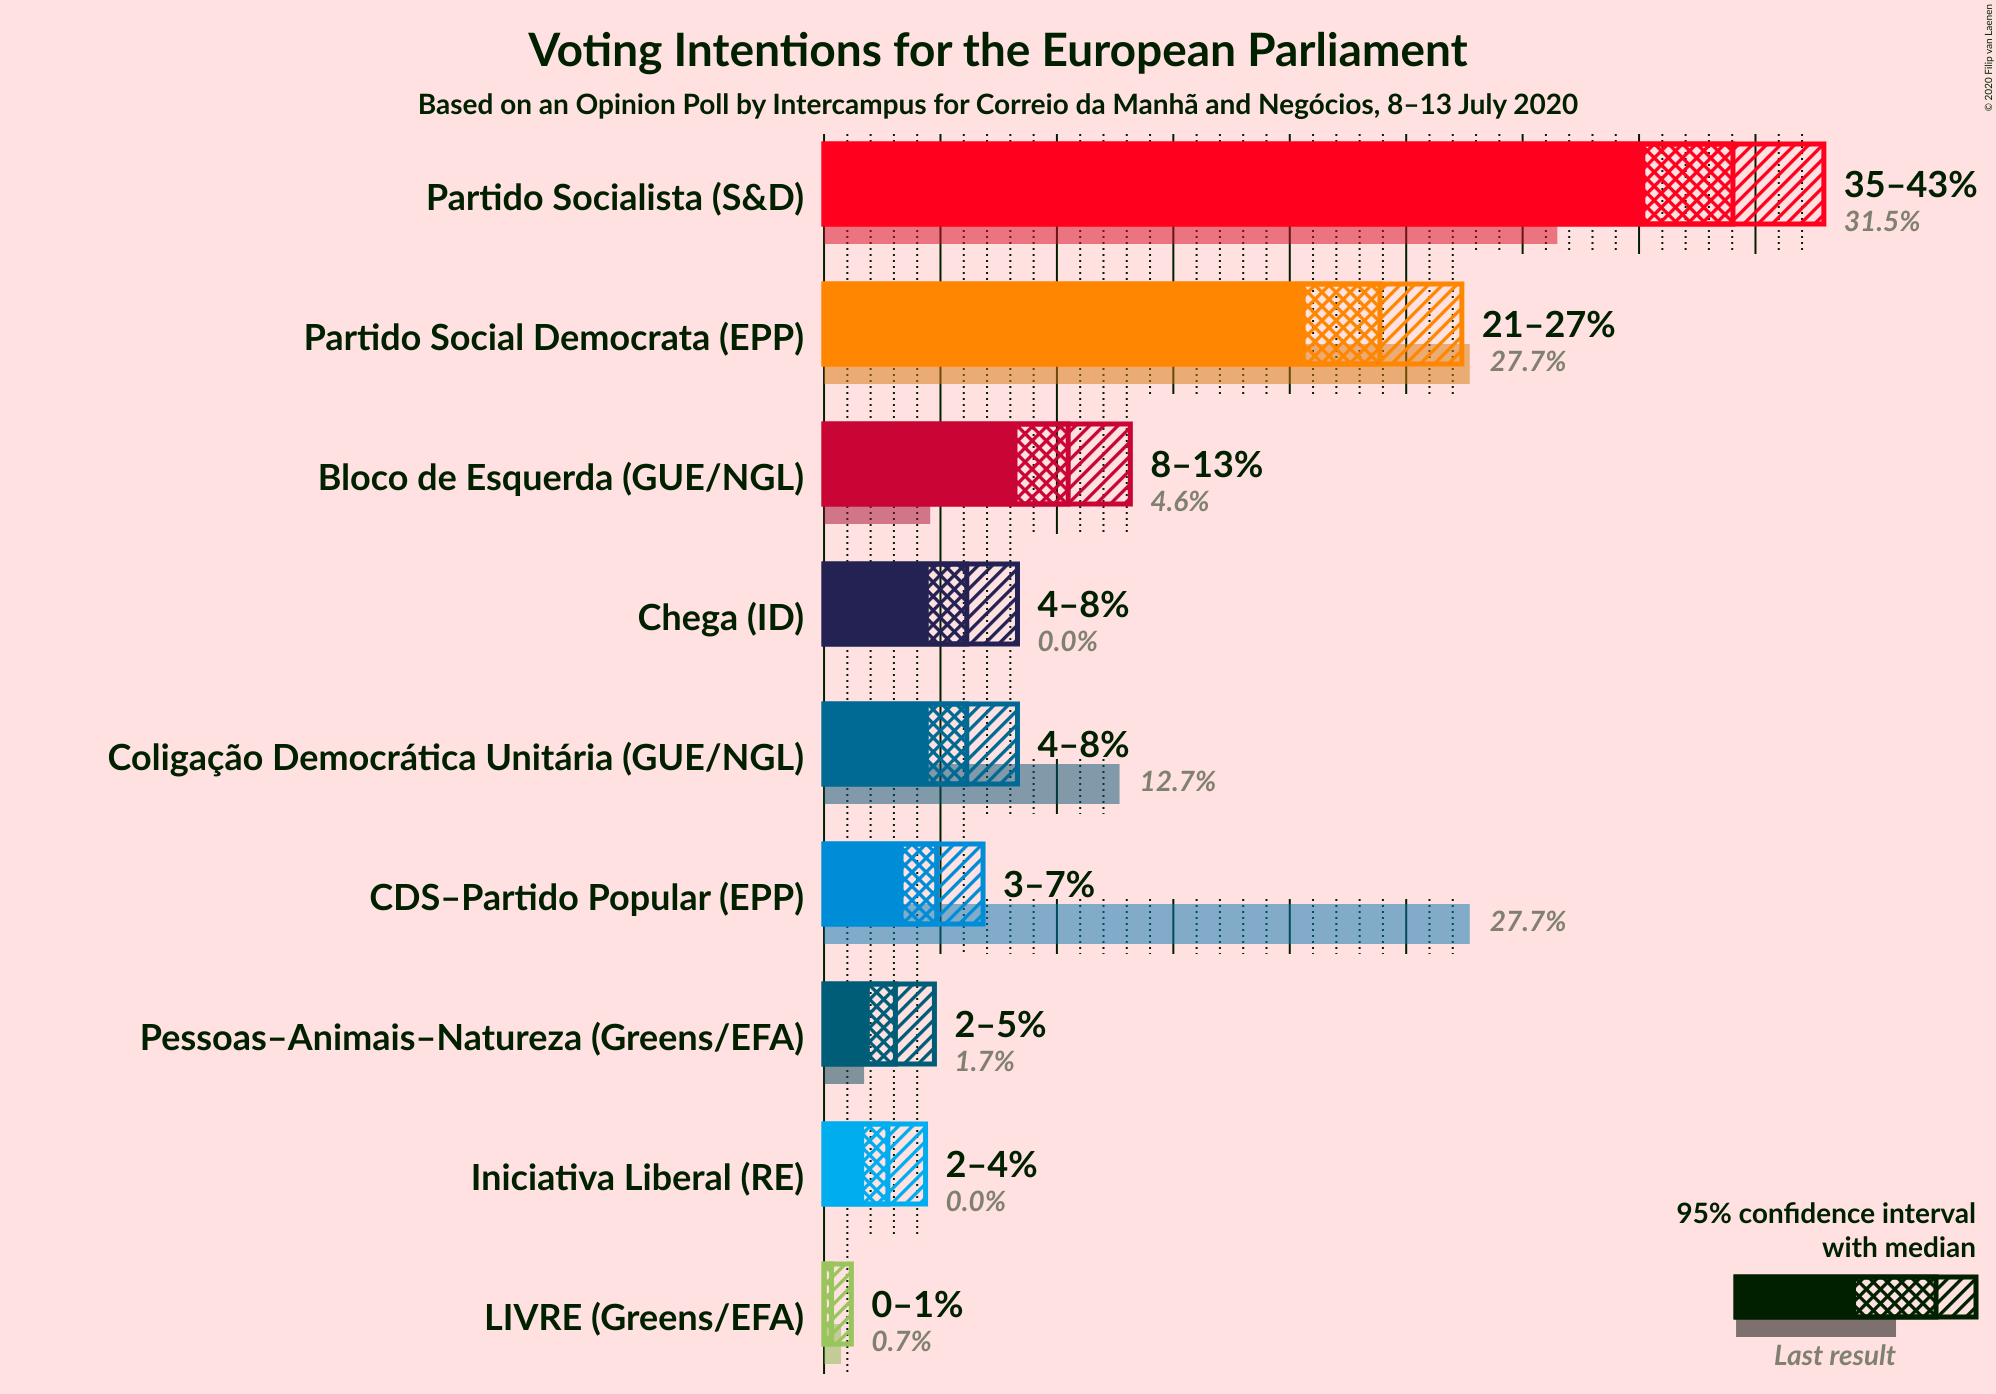 Voting Intentions for the European Parliament
Based on an Opinion Poll by Intercampus for Correio da Manhã and Negócios, 8–13 July 2020
© 2020 Filip van Laenen
Partido Socialista (S&D)
35–43%
31.5%
Partido Social Democrata (EPP)
21–27%
27.7%
Bloco de Esquerda (GUE/NGL)
8–13%
4.6%
Chega (ID)
4–8%
0.0%
Coligação Democrática Unitária (GUE/NGL)
4–8%
12.7%
CDS–Partido Popular (EPP)
3–7%
27.7%
Pessoas–Animais–Natureza (Greens/EFA)
2–5%
1.7%
Iniciativa Liberal (RE)
2–4%
0.0%
LIVRE (Greens/EFA)
0–1%
0.7%
95% confidence interval
with median
Last result